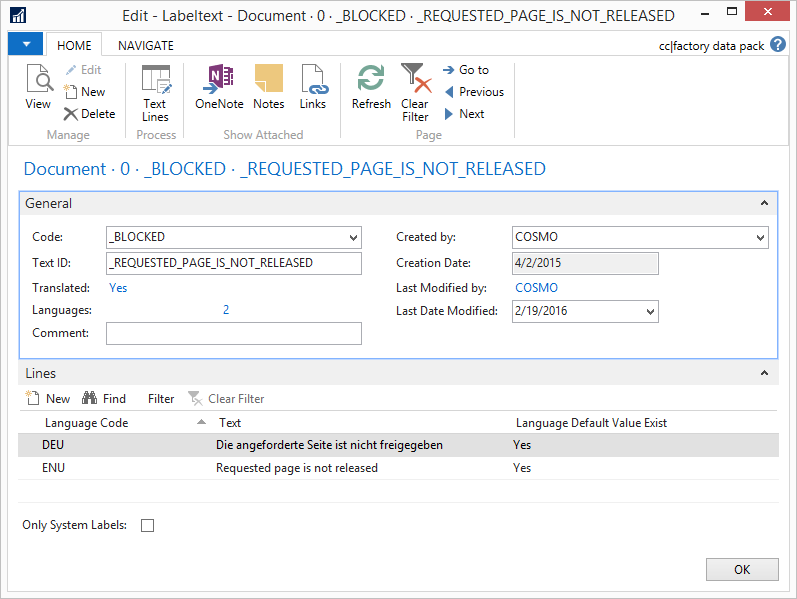 Edit - Labeltext - Document · 0 · _BLOCKED · _REQUESTED_PAGE_IS_NOT_RELEASED
HOME NAVIGATE cc|factory data pack ?
View
Edit
New
Delete
Manage
Text Lines
Process
OneNote
Notes
Links
Show Attached
Refresh
Clear Filter
Go to
Previous
Next
Page
Document · 0 · _BLOCKED · _REQUESTED_PAGE_IS_NOT_RELEASED
General
Code: _BLOCKED
Text ID: _REQUESTED_PAGE_IS_NOT_RELEASED
Translated: Yes
Languages: 2
Comment:
Created by: COSMO
Creation Date: 4/2/2015
Last Modified by: COSMO
Last Date Modified: 2/19/2016
Lines
New Find Filter Clear Filter
Language Code Text Language Default Value Exist
DEU Die angeforderte Seite ist nicht freigegeben Yes
ENU Requested page is not released Yes
Only System Labels:
OK